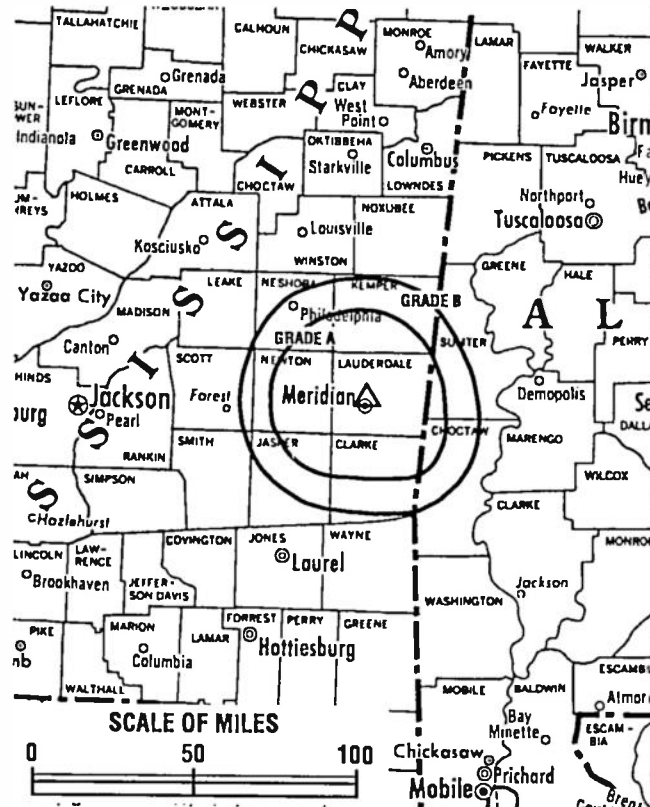 TALLAHATCHIE
CALHOUN
P
CHICKASAW
MONROE
Amory
LAMAR
FAYETTE
WALKER
Grenada
GRENADA
Aberdeen
Jasper
LEFLORE
WEBSTER
P
CLAY
West
Point
Fayette
Birm
MONT-
GOMERY
Indianola
Greenwood
OKTIBBEHA
Starkville
Columbus
PICKENS
TUSCALOOSA
CARROLL
I
CHOCTAW
LOWNDES
HOLMES
ATTALA
NOXUBEE
Northport
Tuscaloosa
S
Louisville
Kosciusko
WINSTON
YAZOO
Yazoo City
LEAKE
NESHOBA
KEMPER
GREENE
HALE
S
MADISON
GRADE B
Philadelphia
A L
GRADE A
SUMTER
PERRY
Canton
I
SCOTT
NEWTON
LAUDERDALE
HINDS
Jackson
Pearl
Forest
Meridian
Demopolis
S
SMITH
JASPER
CLARKE
CHOCTAW
MARENGO
RANKIN
WILCOX
SIMPSON
S
Hazlehurst
CLARKE
LINCOLN
LAW-
RENCE
COVINGTON
JONES
WAYNE
Laurel
Brookhaven
JEFFER-
SON DAVIS
Jackson
WASHINGTON
PIKE
MARION
LAMAR
FORREST
PERRY
GREENE
Columbia
Hattiesburg
WALTHALL
MOBILE
BALDWIN
SCALE OF MILES
Bay
Minette
ESCAM-
BIA
0 50 100
Chickasaw
Prichard
Mobile